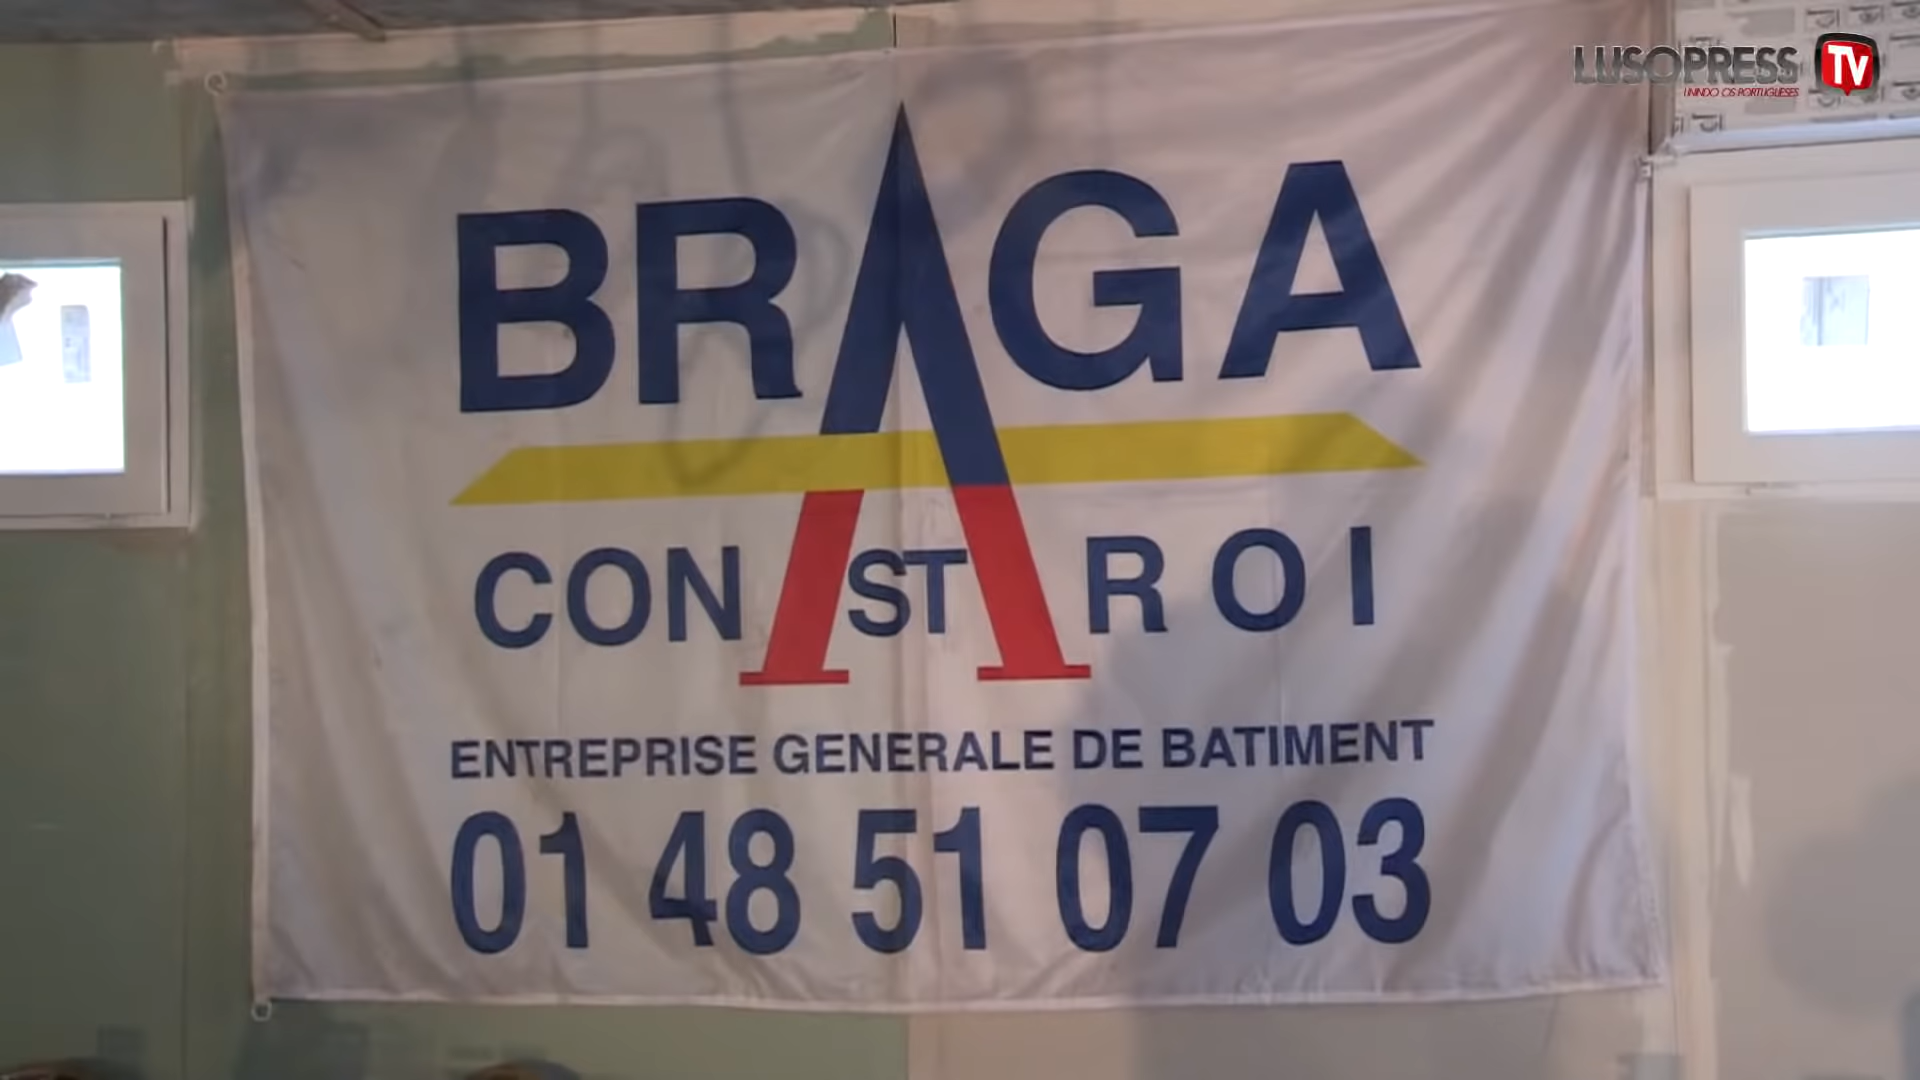 LUSOPRESS TV
UNINDO OS PORTUGUESES
BRAGA
CONSTROI
ENTREPRISE GENERALE DE BATIMENT
01 48 51 07 03